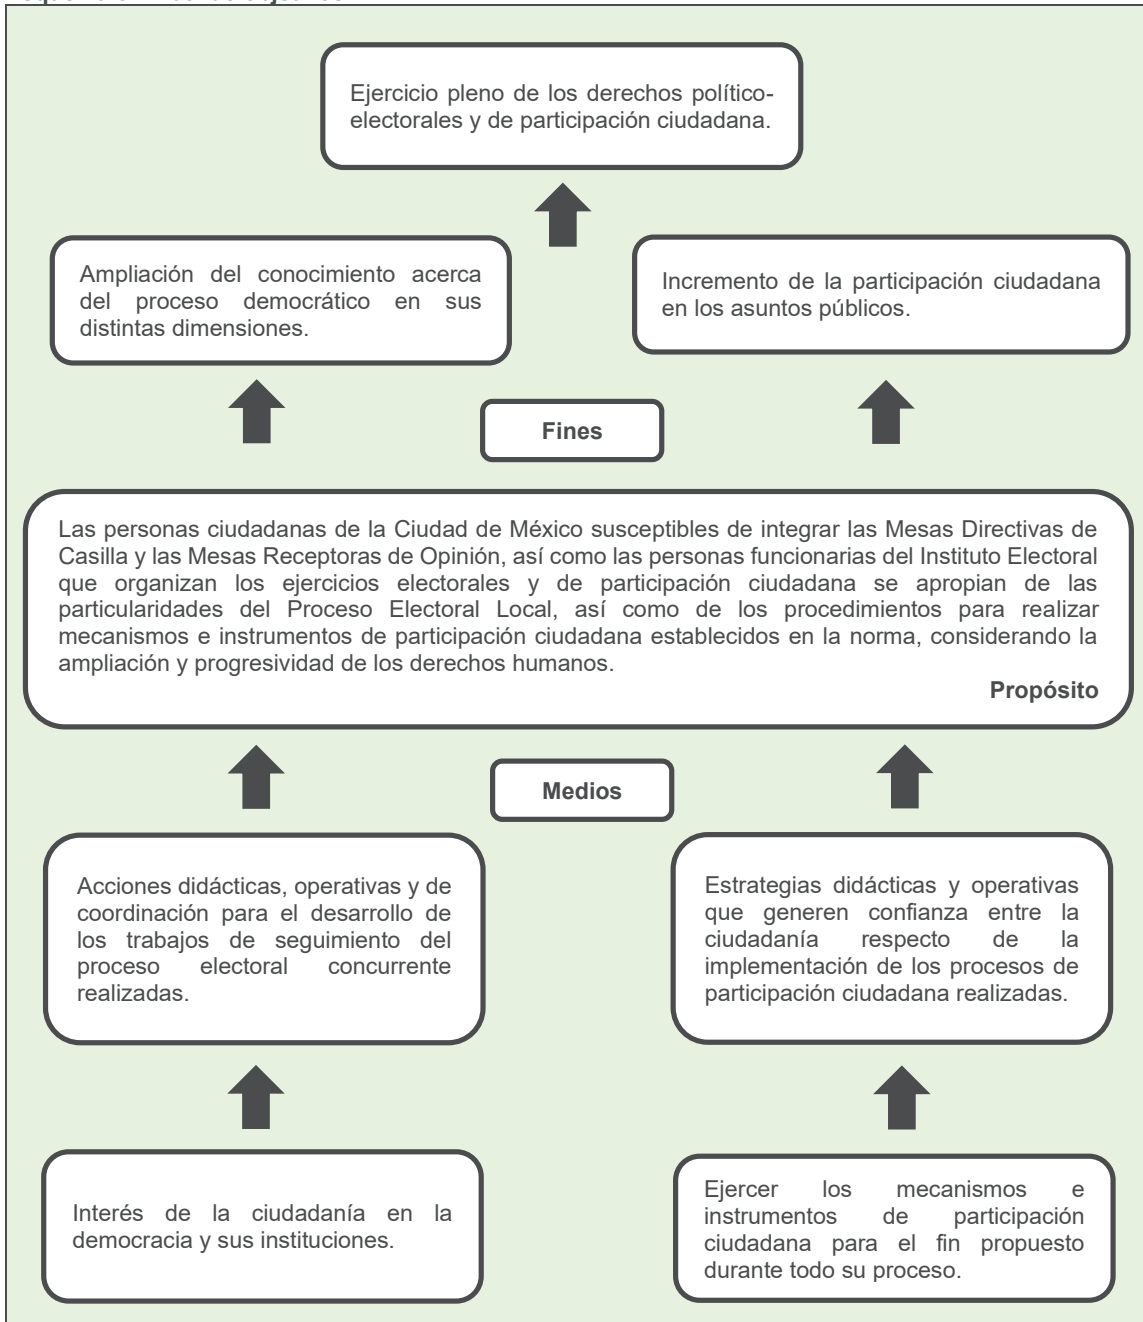 Ejercicio pleno de los derechos político-
electorales y de participación ciudadana.
Ampliación del conocimiento acerca
del proceso democrático en sus
distintas dimensiones.
Incremento de la participación ciudadana
en los asuntos públicos.
Fines
Las personas ciudadanas de la Ciudad de México susceptibles de integrar las Mesas Directivas de
Casilla y las Mesas Receptoras de Opinión, así como las personas funcionarias del Instituto Electoral
que organizan los ejercicios electorales y de participación ciudadana se apropian de las
particularidades del Proceso Electoral Local, así como de los procedimientos para realizar
mecanismos e instrumentos de participación ciudadana establecidos en la norma, considerando la
ampliación y progresividad de los derechos humanos.
Propósito
Medios
Acciones didácticas, operativas y de
coordinación para el desarrollo de
los trabajos de seguimiento del
proceso electoral concurrente
realizadas.
Estrategias didácticas y operativas
que generen confianza entre la
ciudadanía respecto de la
implementación de los procesos de
participación ciudadana realizadas.
Interés de la ciudadanía en la
democracia y sus instituciones.
Ejercer los mecanismos e
instrumentos de participación
ciudadana para el fin propuesto
durante todo su proceso.